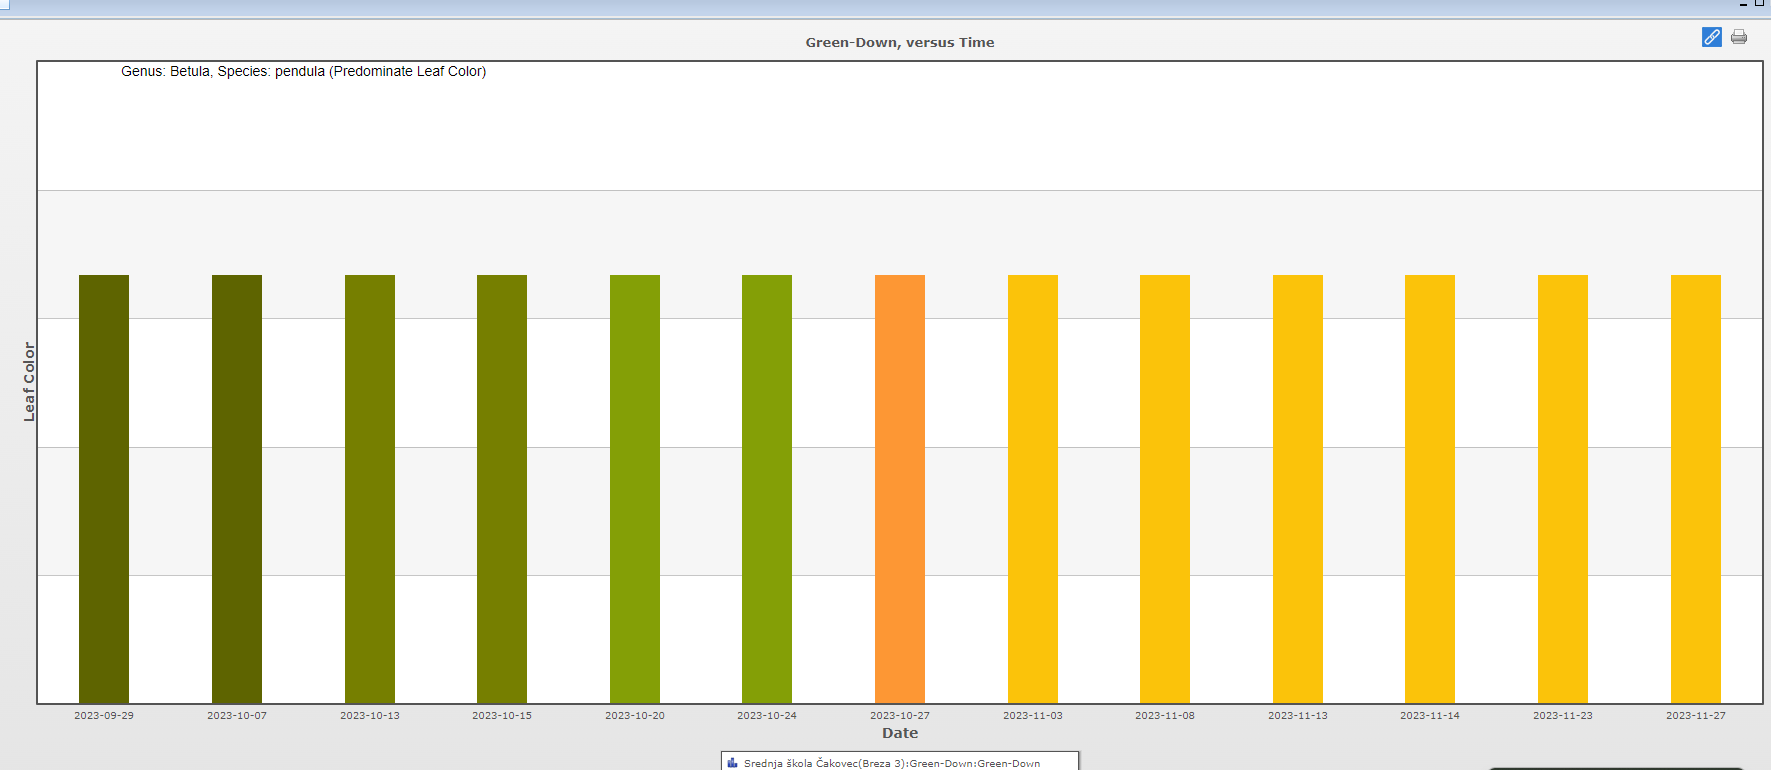 Green-Down, versus Time
Genus: Betula, Species: pendula (Predominate Leaf Color)
Leaf Color
2023-09-29 2023-10-07 2023-10-13 2023-10-15 2023-10-20 2023-10-24 2023-10-27 2023-11-03 2023-11-08 2023-11-13 2023-11-14 2023-11-23 2023-11-27
Date
Srednja škola Čakovec(Breza 3):Green-Down:Green-Down